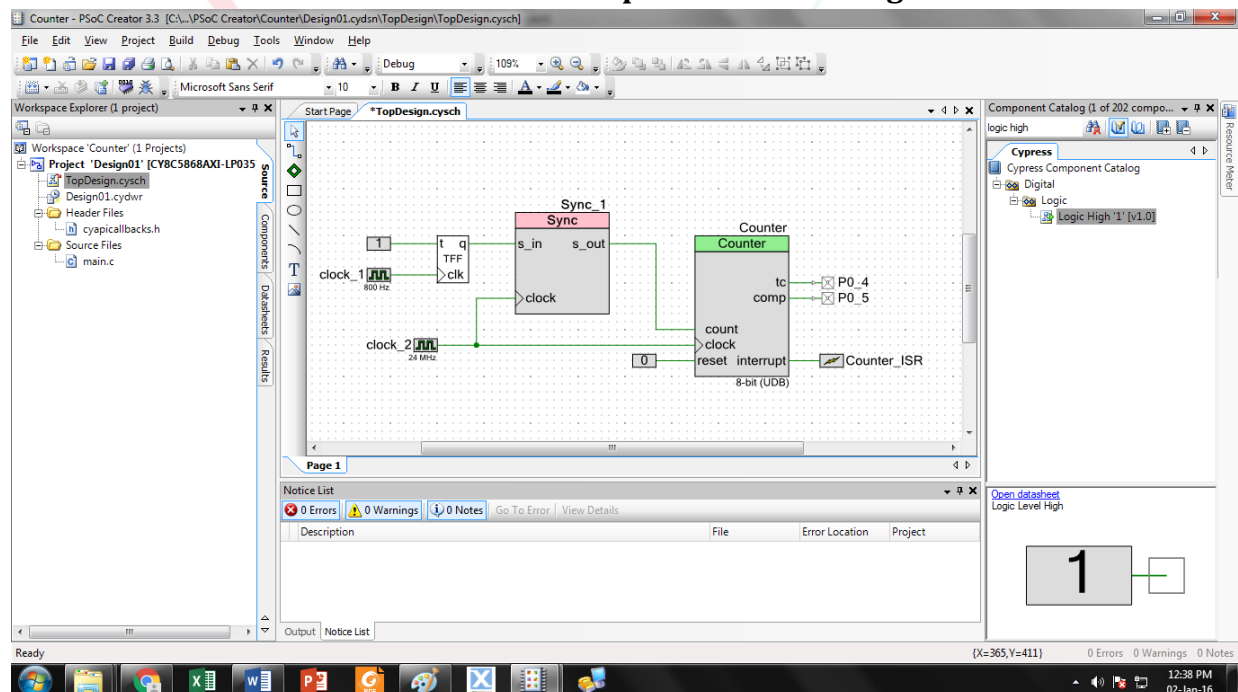 Counter - PSoC Creator 3.3 [C:\...\PSoC Creator\Counter\Design01.cydsn\TopDesign\TopDesign.cysch]
File Edit View Project Build Debug Tools Window Help
Debug 109%
Microsoft Sans Serif 10 B I U A
Workspace Explorer (1 project)
Workspace 'Counter' (1 Projects)
Project 'Design01' [CY8C5868AXI-LP035
TopDesign.cysch
Design01.cydwr
Header Files
cyapicallbacks.h
Source Files
main.c
Source
Components
Datasheets
Results
Start Page *TopDesign.cysch
T
Sync_1
Sync
s_in s_out
clock
1
t q
TFF
clk
clock_1
800 Hz
clock_2
24 MHz
Counter
Counter
tc P0_4
comp P0_5
count
clock
0 reset interrupt Counter_ISR
8-bit (UDB)
Page 1
Component Catalog (1 of 202 compo...
logic high
Cypress
Cypress Component Catalog
Digital
Logic
Logic High '1' [v1.0]
Resource Meter
Open datasheet
Logic Level High
1
Notice List
0 Errors 0 Warnings 0 Notes Go To Error View Details
Description File Error Location Project
Output Notice List
Ready {X=365,Y=411} 0 Errors 0 Warnings 0 Notes
12:38 PM
02-Jan-16